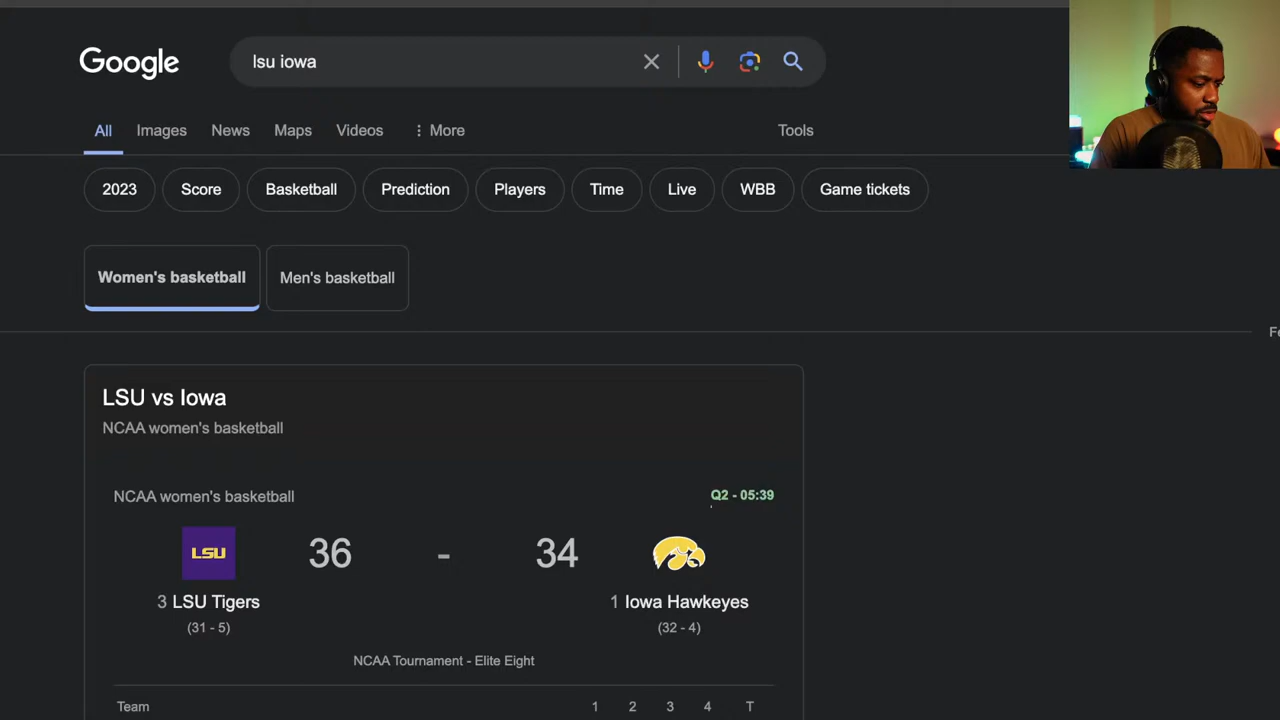 Google
lsu iowa
All Images News Maps Videos More Tools
2023 Score Basketball Prediction Players Time Live WBB Game tickets
Women's basketball Men's basketball
LSU vs Iowa
NCAA women's basketball
NCAA women's basketball Q2 - 05:39
LSU 36 - 34
3 LSU Tigers 1 Iowa Hawkeyes
(31 - 5) (32 - 4)
NCAA Tournament - Elite Eight
Team 1 2 3 4 T